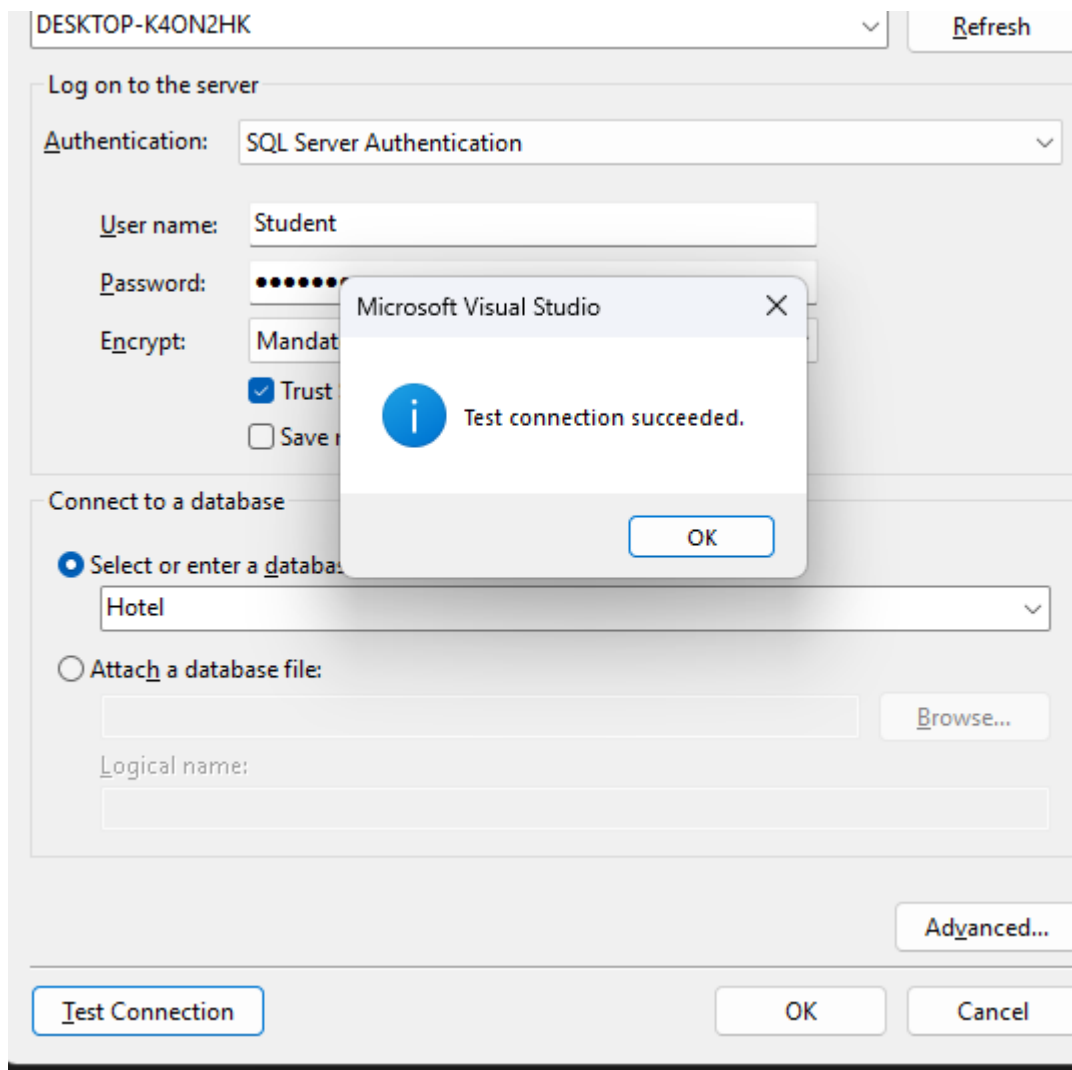 DESKTOP-K4ON2HK
Refresh
Log on to the server
Authentication: SQL Server Authentication
User name: Student
Password: •••••••
Microsoft Visual Studio
Encrypt:
Trust
Test connection succeeded.
Save
OK
Connect to a database
Select or enter a
Hotel
Attach a database file:
Browse...
Logical name:
Advanced...
Test Connection
OK
Cancel